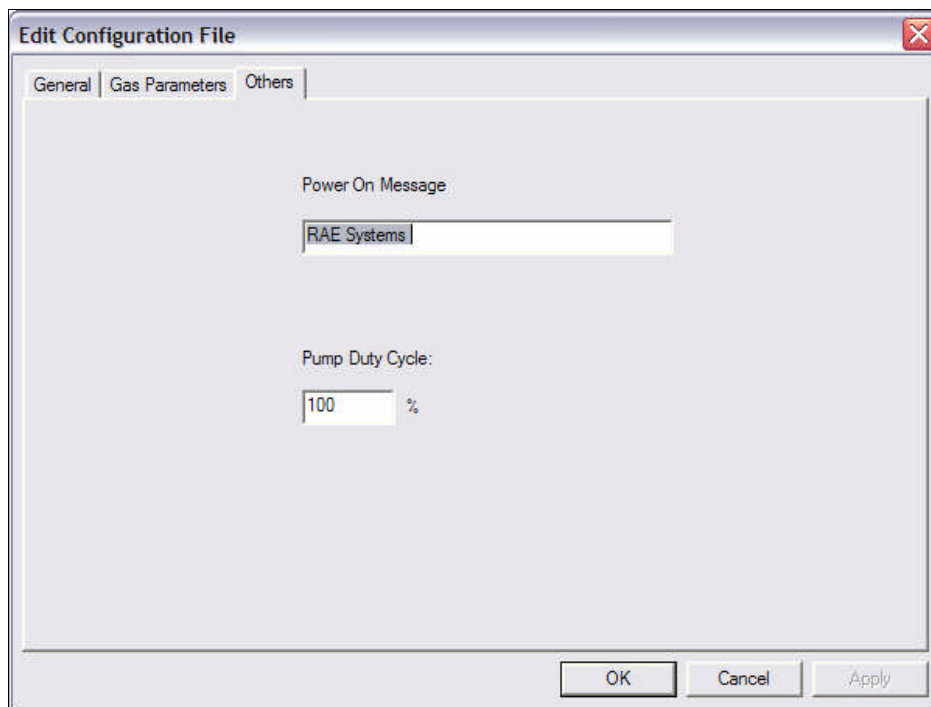 Edit Configuration File
General Gas Parameters Others
Power On Message
RAE Systems
Pump Duty Cycle:
100 %
OK Cancel Apply